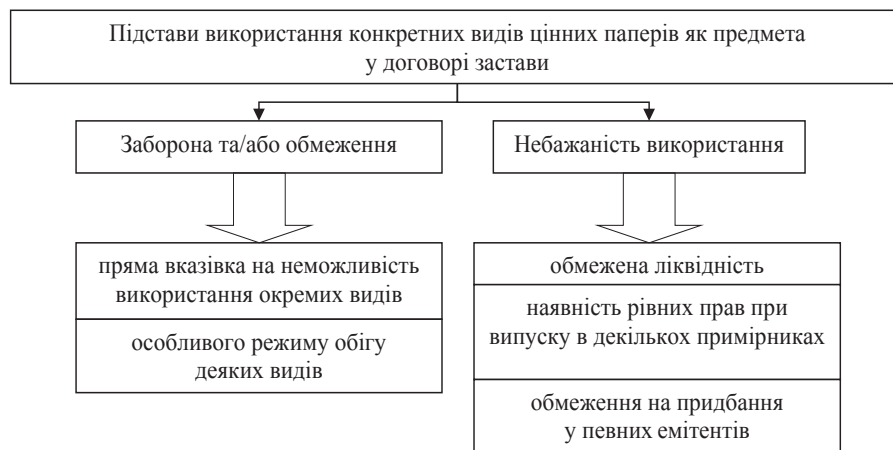 Підстави використання конкретних видів цінних паперів як предмета
у договорі застави
Заборона та/або обмеження
Небажаність використання
пряма вказівка на неможливість
використання окремих видів
особливого режиму обігу
деяких видів
обмежена ліквідність
наявність рівних прав при
випуску в декількох примірниках
обмеження на придбання
у певних емітентів